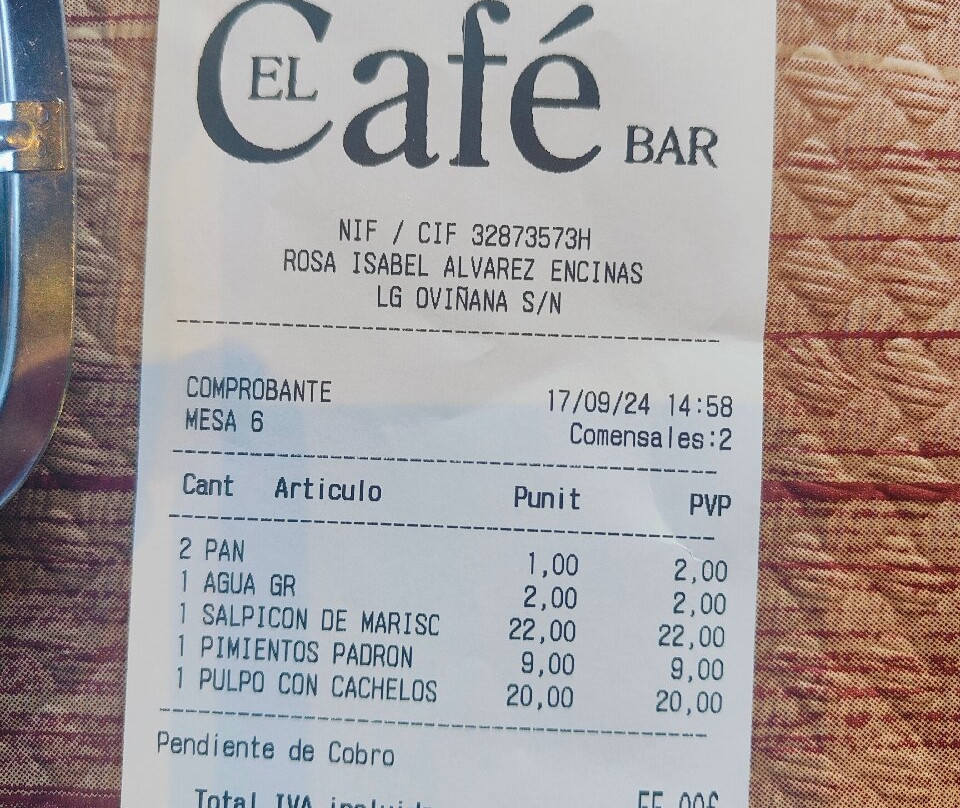 EL Café BAR
NIF / CIF 32873573H
ROSA ISABEL ALVAREZ ENCINAS
LG OVIÑANA S/N
COMPROBANTE 17/09/24 14:58
MESA 6 Comensales:2
Cant Articulo Punit PVP
2 PAN 1,00 2,00
1 AGUA GR 2,00 2,00
1 SALPICON DE MARISC 22,00 22,00
1 PIMIENTOS PADRON 9,00 9,00
1 PULPO CON CACHELOS 20,00 20,00
Pendiente de Cobro
Total IVA